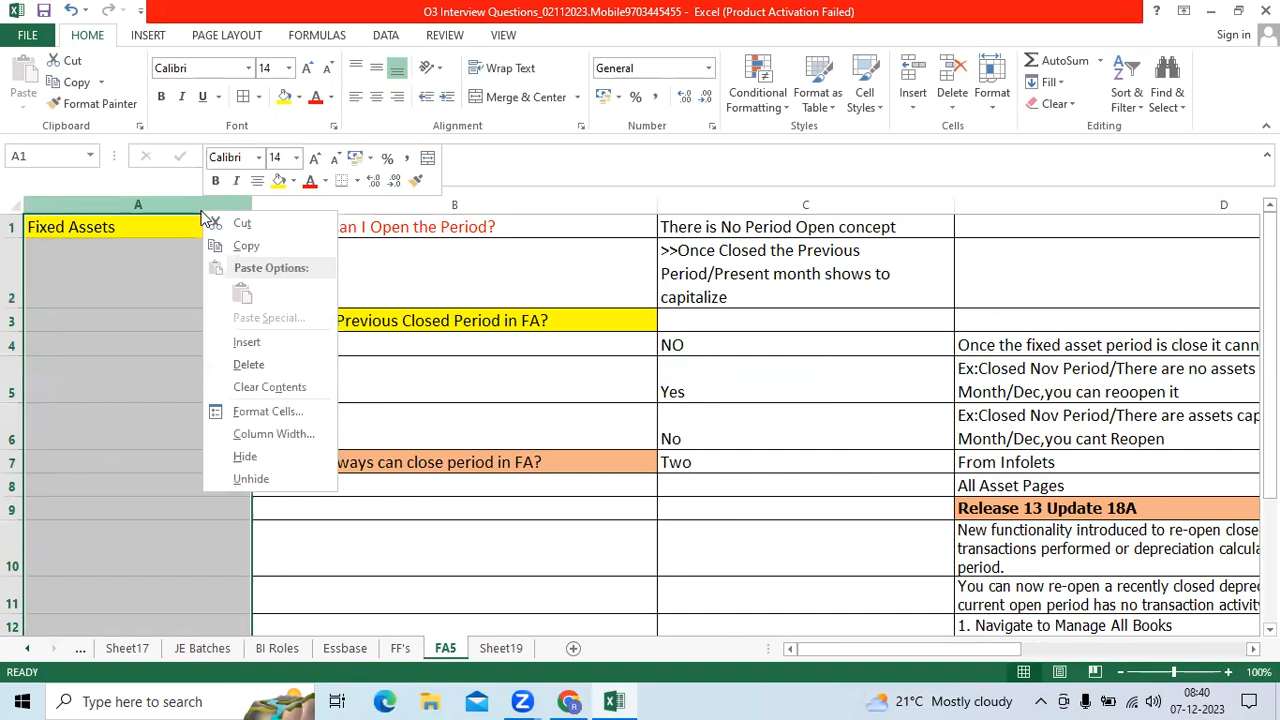 O3 Interview Questions_02112023.Mobile9703445455 - Excel (Product Activation Failed)
FILE
HOME
INSERT
PAGE LAYOUT
FORMULAS
DATA
REVIEW
VIEW
Sign in
Paste
Cut
Copy
Format Painter
Clipboard
Calibri
14
B I U
Font
Wrap Text
Merge & Center
Alignment
General
%
Number
Conditional Formatting
Format as Table
Cell Styles
Styles
Insert
Delete
Format
Cells
AutoSum
Fill
Clear
Sort & Filter
Find & Select
Editing
A1
Calibri
14
%
B I
A
B
C
D
1
Fixed Assets
an I Open the Period?
There is No Period Open concept
2
>>Once Closed the Previous
Period/Present month shows to
capitalize
3
Previous Closed Period in FA?
4
NO
Once the fixed asset period is close it cann
5
Yes
Ex:Closed Nov Period/There are no assets
Month/Dec,you can reoopen it
6
No
Ex:Closed Nov Period/There are assets cap
Month/Dec,you cant Reopen
7
ways can close period in FA?
Two
From Infolets
8
All Asset Pages
9
Release 13 Update 18A
10
New functionality introduced to re-open close
transactions performed or depreciation calcula
period.
11
You can now re-open a recently closed depre
current open period has no transaction activit
12
1. Navigate to Manage All Books
Cut
Copy
Paste Options:
Paste Special...
Insert
Delete
Clear Contents
Format Cells...
Column Width...
Hide
Unhide
...
Sheet17
JE Batches
BI Roles
Essbase
FF's
FA5
Sheet19
READY
100%
Type here to search
21°C Mostly cloudy
08:40
07-12-2023